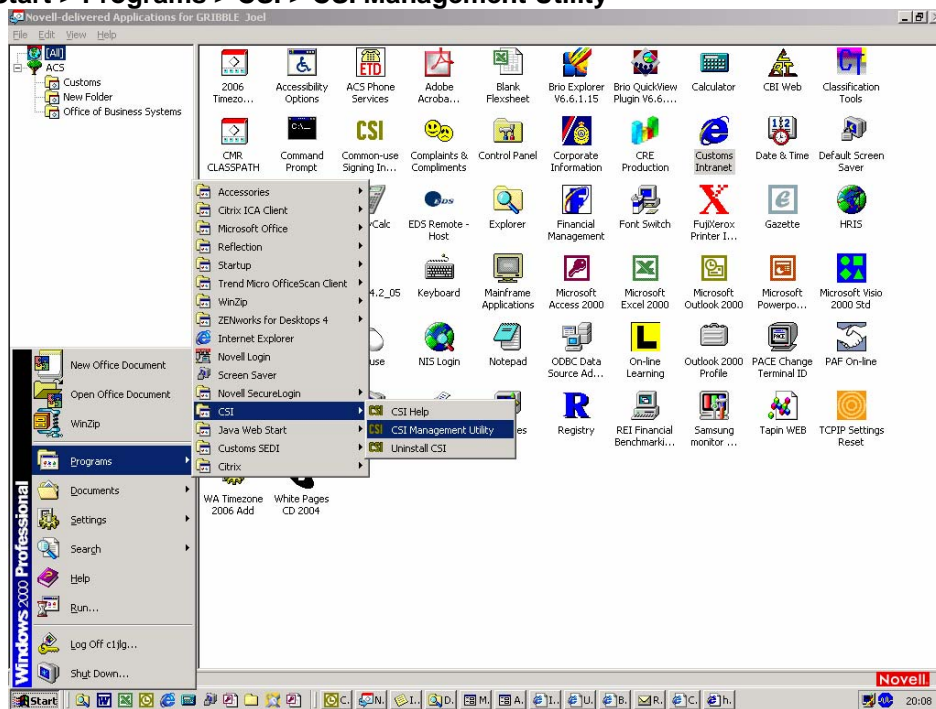 Start > Programs > CSI > CSI Management Utility
Novell-delivered Applications for GRIBBLE Joel
File Edit View Help
[All]
ACS
Customs
New Folder
Office of Business Systems
2006 Timezo...
Accessibility Options
ACS Phone Services
Adobe Acroba...
Blank Flexsheet
Brio Explorer V6.6.1.15
Brio QuickView Plugin V6.6....
Calculator
CBI Web
Classification Tools
CMR CLASSPATH
Command Prompt
Common-use Signing In...
Complaints & Compliments
Control Panel
Corporate Information
CRE Production
Customs Intranet
Date & Time
Default Screen Saver
EDS Remote - Host
Explorer
Financial Management
Font Switch
FujiXerox Printer I...
Gazette
HRIS
4.2_05
Keyboard
Mainframe Applications
Microsoft Access 2000
Microsoft Excel 2000
Microsoft Outlook 2000
Microsoft Powerpo...
Microsoft Visio 2000 Std
NIS Login
Notepad
ODBC Data Source Ad...
On-line Learning
Outlook 2000 Profile
PACE Change Terminal ID
PAF On-line
Registry
REI Financial Benchmarki...
Samsung monitor ...
Tapin WEB
TCPIP Settings Reset
WA Timezone 2006 Add
White Pages CD 2004
Accessories
Citrix ICA Client
Microsoft Office
Reflection
Startup
Trend Micro OfficeScan Client
WinZip
ZENworks for Desktops 4
Internet Explorer
Novell Login
Screen Saver
Novell SecureLogin
CSI
Java Web Start
Customs SEDI
Citrix
CSI Help
CSI Management Utility
Uninstall CSI
New Office Document
Open Office Document
WinZip
Programs
Documents
Settings
Search
Help
Run...
Log Off c1jlg...
Shut Down...
Windows 2000 Professional
Novell.
Start
C. N. I.. D. M. A. I.. U. B. R. C. h.
20:08